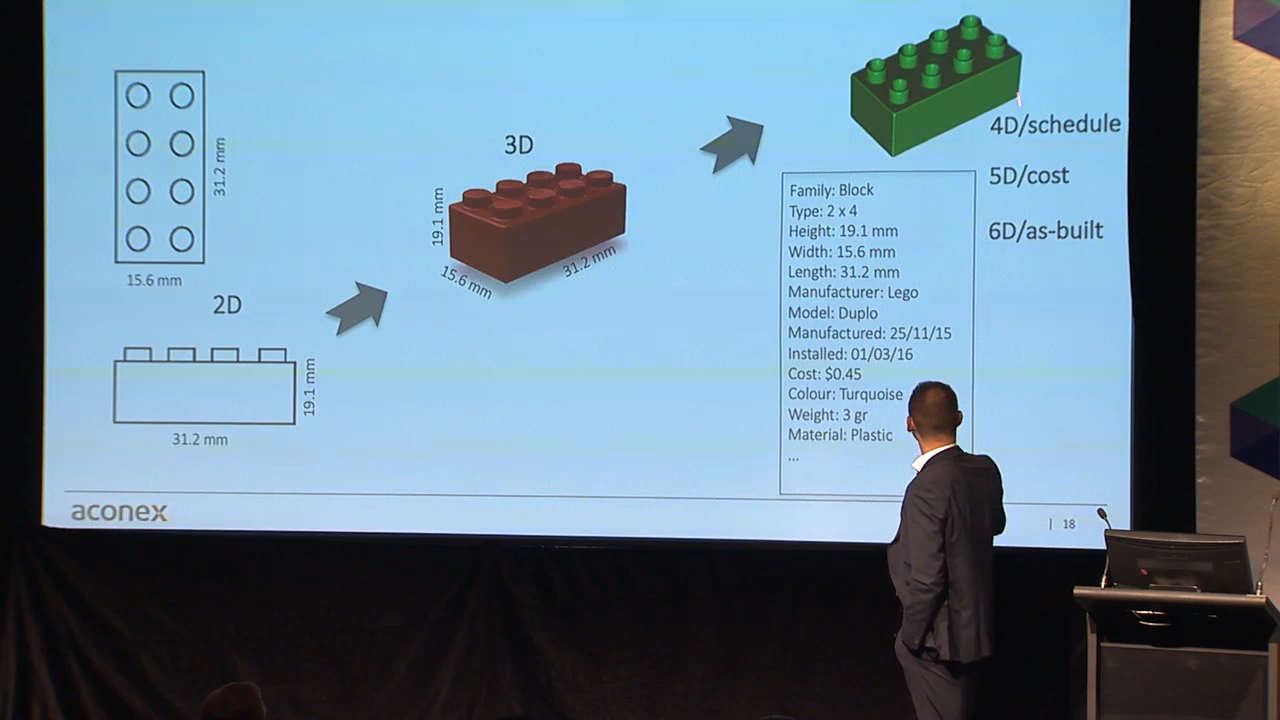 31.2 mm
15.6 mm
2D
19.1 mm
31.2 mm
3D
19.1 mm
15.6 mm
31.2 mm
4D/schedule
5D/cost
6D/as-built
Family: Block
Type: 2 x 4
Height: 19.1 mm
Width: 15.6 mm
Length: 31.2 mm
Manufacturer: Lego
Model: Duplo
Manufactured: 25/11/15
Installed: 01/03/16
Cost: $0.45
Colour: Turquoise
Weight: 3 gr
Material: Plastic
...
aconex
| 18